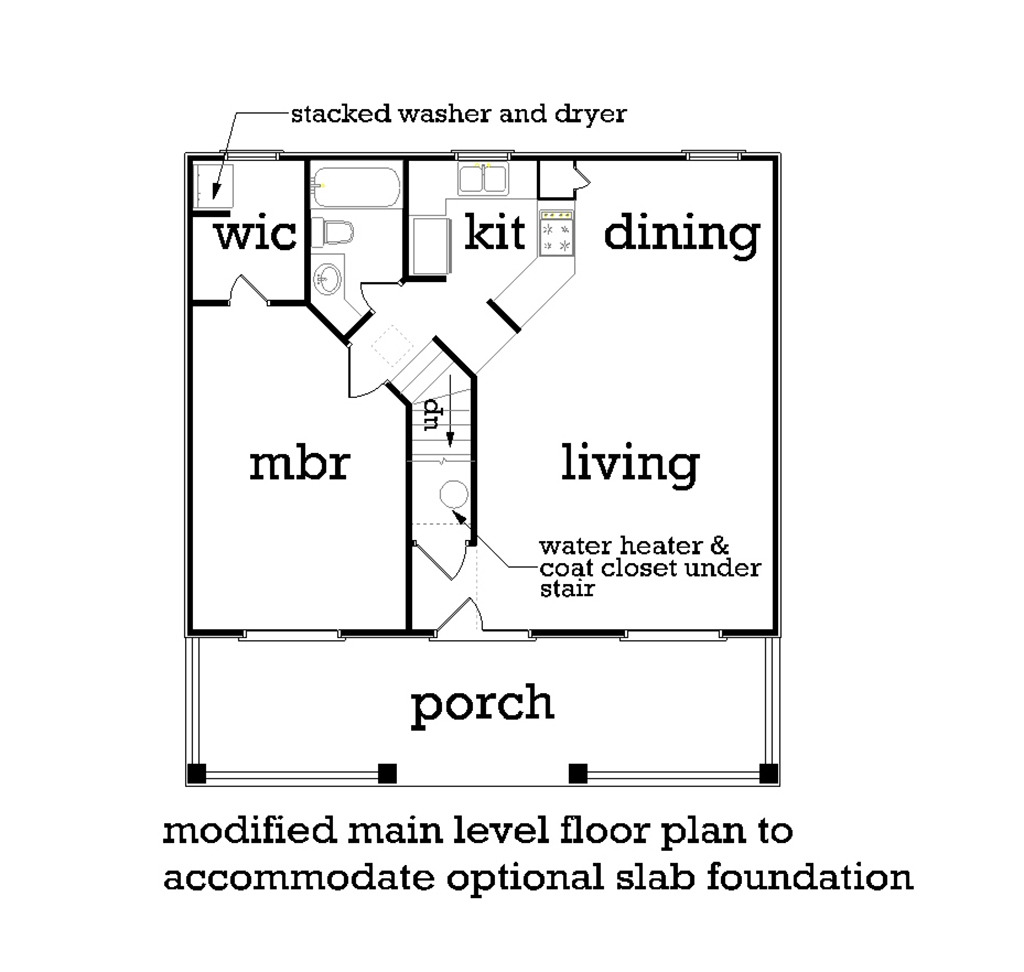 stacked washer and dryer
wic
kit
dining
mbr
up
living
water heater &
coat closet under
stair
porch
modified main level floor plan to
accommodate optional slab foundation